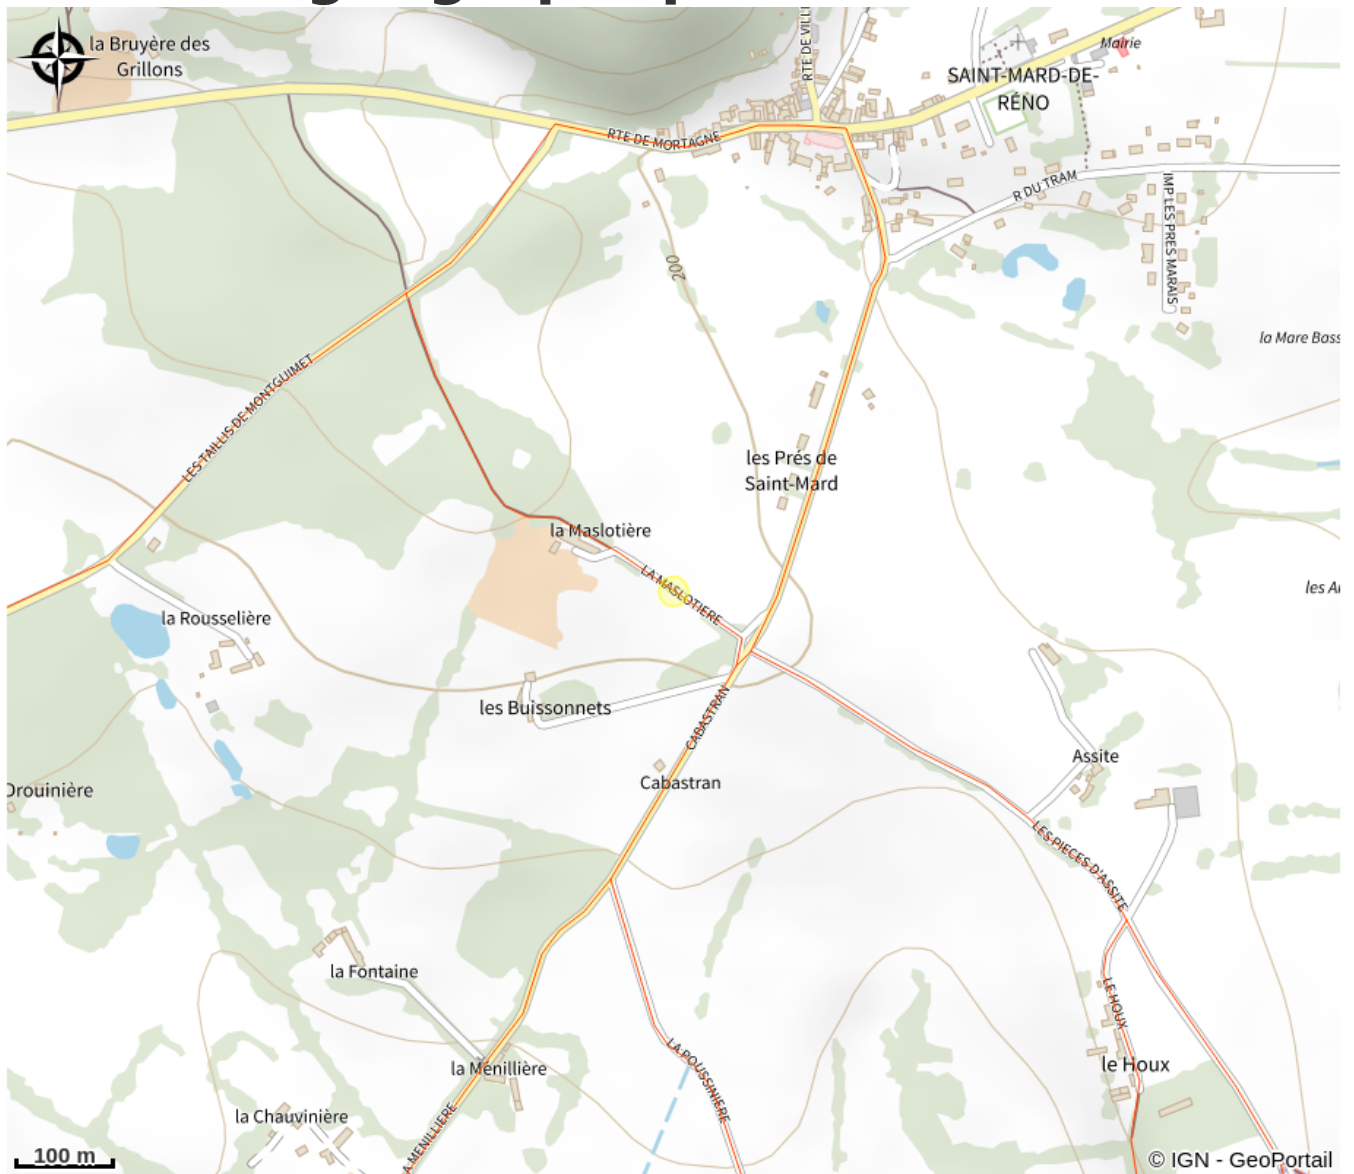 la Bruyère des
Grillons
RTE DE VILL
Mairie
SAINT-MARD-DE-
RÉNO
RTE DE MORTAGNE
R DU TRAM
IMP LES PRES MARAIS
200
la Mare Bass
LES TAILLIS DE MONTGUIMET
les Prés de
Saint-Mard
la Maslotière
LA MASLOTIERE
les A
la Rousselière
les Buissonnets
CABASTRAN
Assite
Cabastran
Drouinière
LES PIECES D'ASSITE
la Fontaine
LE HOUX
la Ménillière
LA POUSSINIERE
le Houx
la Chauvinière
A MENILLIERE
100 m
© IGN - GeoPortail